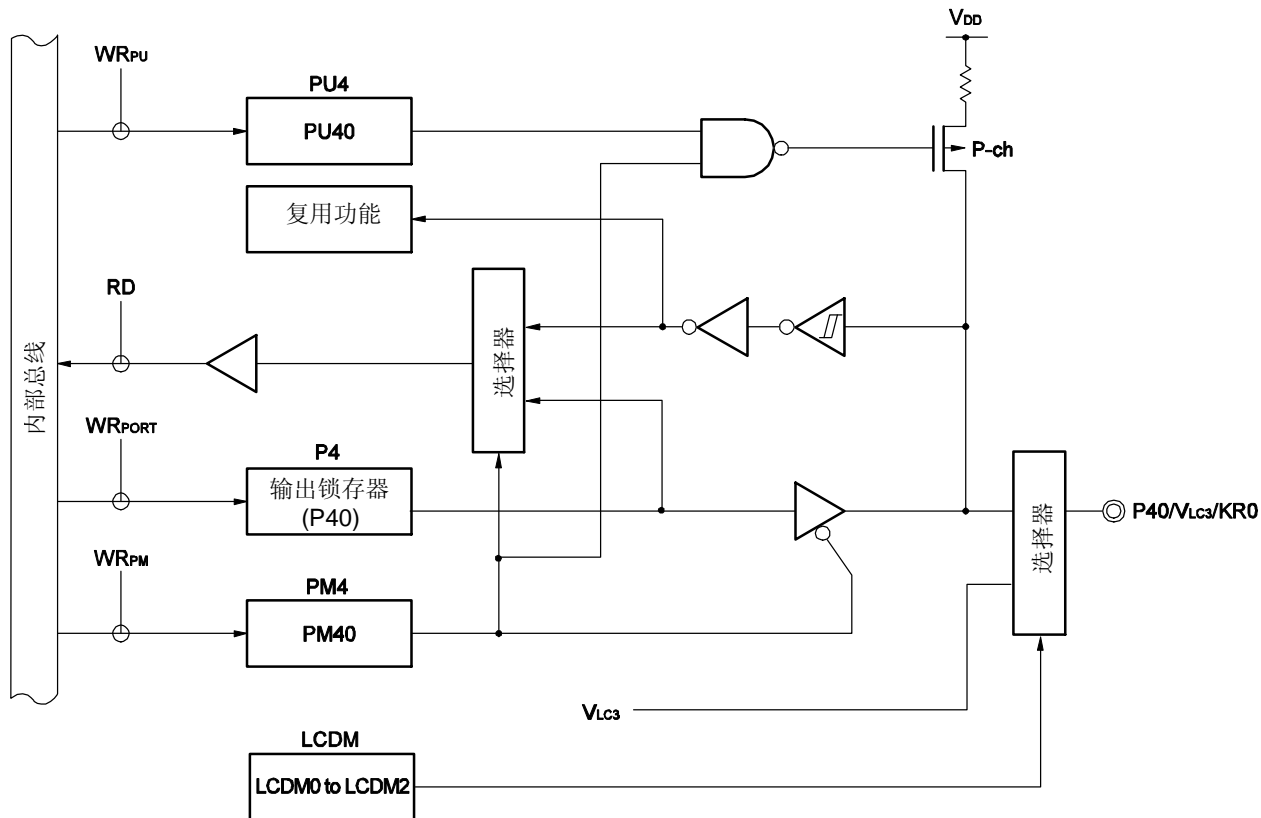 VDD
WRPU
PU4
PU40
P-ch
复用功能
RD
选择器
内部总线
WRPORT
P4
输出锁存器
(P40)
选择器
P40/VLC3/KR0
WRPM
PM4
PM40
VLC3
LCDM
LCDM0 to LCDM2